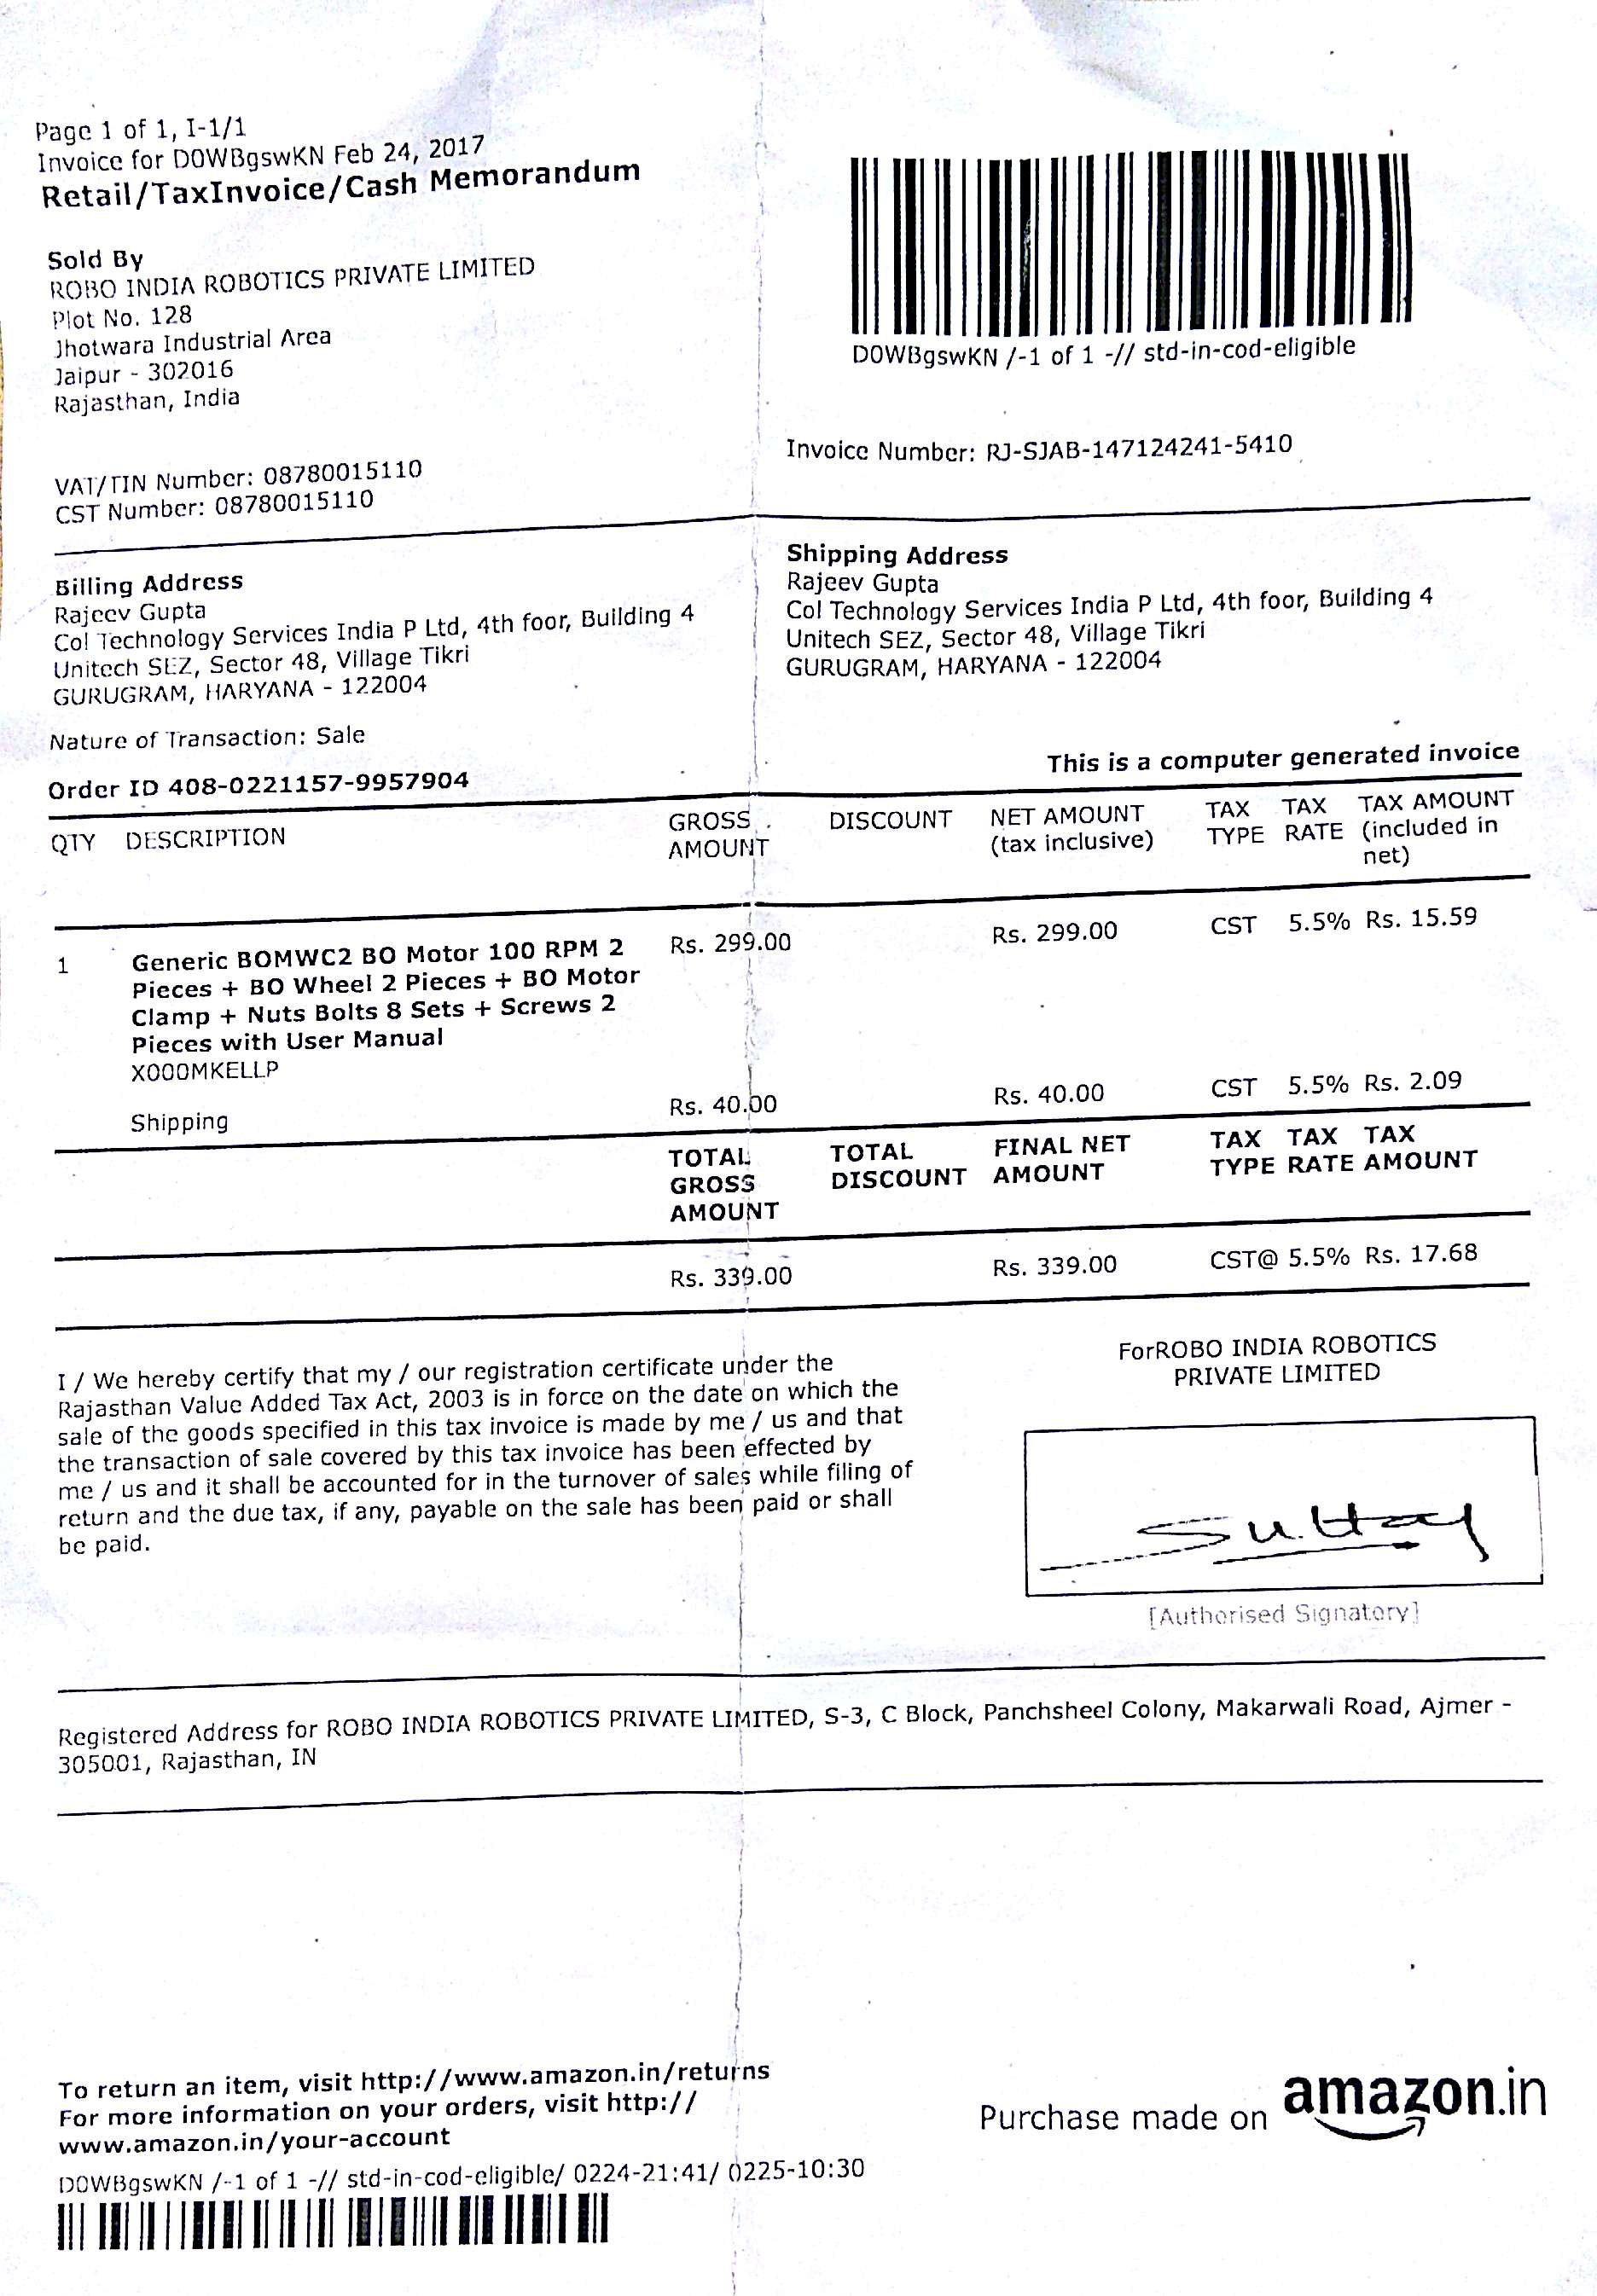 Page 1 of 1, I-1/1
Invoice for D0WBgswKN Feb 24, 2017
Retail/TaxInvoice/Cash Memorandum
Sold By
ROBO INDIA ROBOTICS PRIVATE LIMITED
Plot No. 128
Jhotwara Industrial Area
Jaipur - 302016
Rajasthan, India
VAT/TIN Number: 08780015110
CST Number: 08780015110
D0WBgswKN /-1 of 1 -// std-in-cod-eligible
Invoice Number: RJ-SJAB-147124241-5410
Billing Address
Rajeev Gupta
Col Technology Services India P Ltd, 4th foor, Building 4
Unitech SEZ, Sector 48, Village Tikri
GURUGRAM, HARYANA - 122004
Shipping Address
Rajeev Gupta
Col Technology Services India P Ltd, 4th foor, Building 4
Unitech SEZ, Sector 48, Village Tikri
GURUGRAM, HARYANA - 122004
Nature of Transaction: Sale
Order ID 408-0221157-9957904
This is a computer generated invoice
QTY DESCRIPTION GROSS AMOUNT DISCOUNT NET AMOUNT (tax inclusive) TAX TYPE TAX RATE TAX AMOUNT (included in net)
1 Generic BOMWC2 BO Motor 100 RPM 2 Rs. 299.00 Rs. 299.00 CST 5.5% Rs. 15.59
Pieces + BO Wheel 2 Pieces + BO Motor
Clamp + Nuts Bolts 8 Sets + Screws 2
Pieces with User Manual
X000MKELLP
Shipping Rs. 40.00 Rs. 40.00 CST 5.5% Rs. 2.09
TOTAL GROSS AMOUNT TOTAL DISCOUNT FINAL NET AMOUNT TAX TYPE TAX RATE TAX AMOUNT
Rs. 339.00 Rs. 339.00 CST@ 5.5% Rs. 17.68
I / We hereby certify that my / our registration certificate under the
Rajasthan Value Added Tax Act, 2003 is in force on the date on which the
sale of the goods specified in this tax invoice is made by me / us and that
the transaction of sale covered by this tax invoice has been effected by
me / us and it shall be accounted for in the turnover of sales while filing of
return and the due tax, if any, payable on the sale has been paid or shall
be paid.
ForROBO INDIA ROBOTICS
PRIVATE LIMITED
[Authorised Signatory]
Registered Address for ROBO INDIA ROBOTICS PRIVATE LIMITED, S-3, C Block, Panchsheel Colony, Makarwali Road, Ajmer -
305001, Rajasthan, IN
To return an item, visit http://www.amazon.in/returns
For more information on your orders, visit http://
www.amazon.in/your-account
D0WBgswKN /-1 of 1 -// std-in-cod-eligible/ 0224-21:41/ 0225-10:30
Purchase made on amazon.in